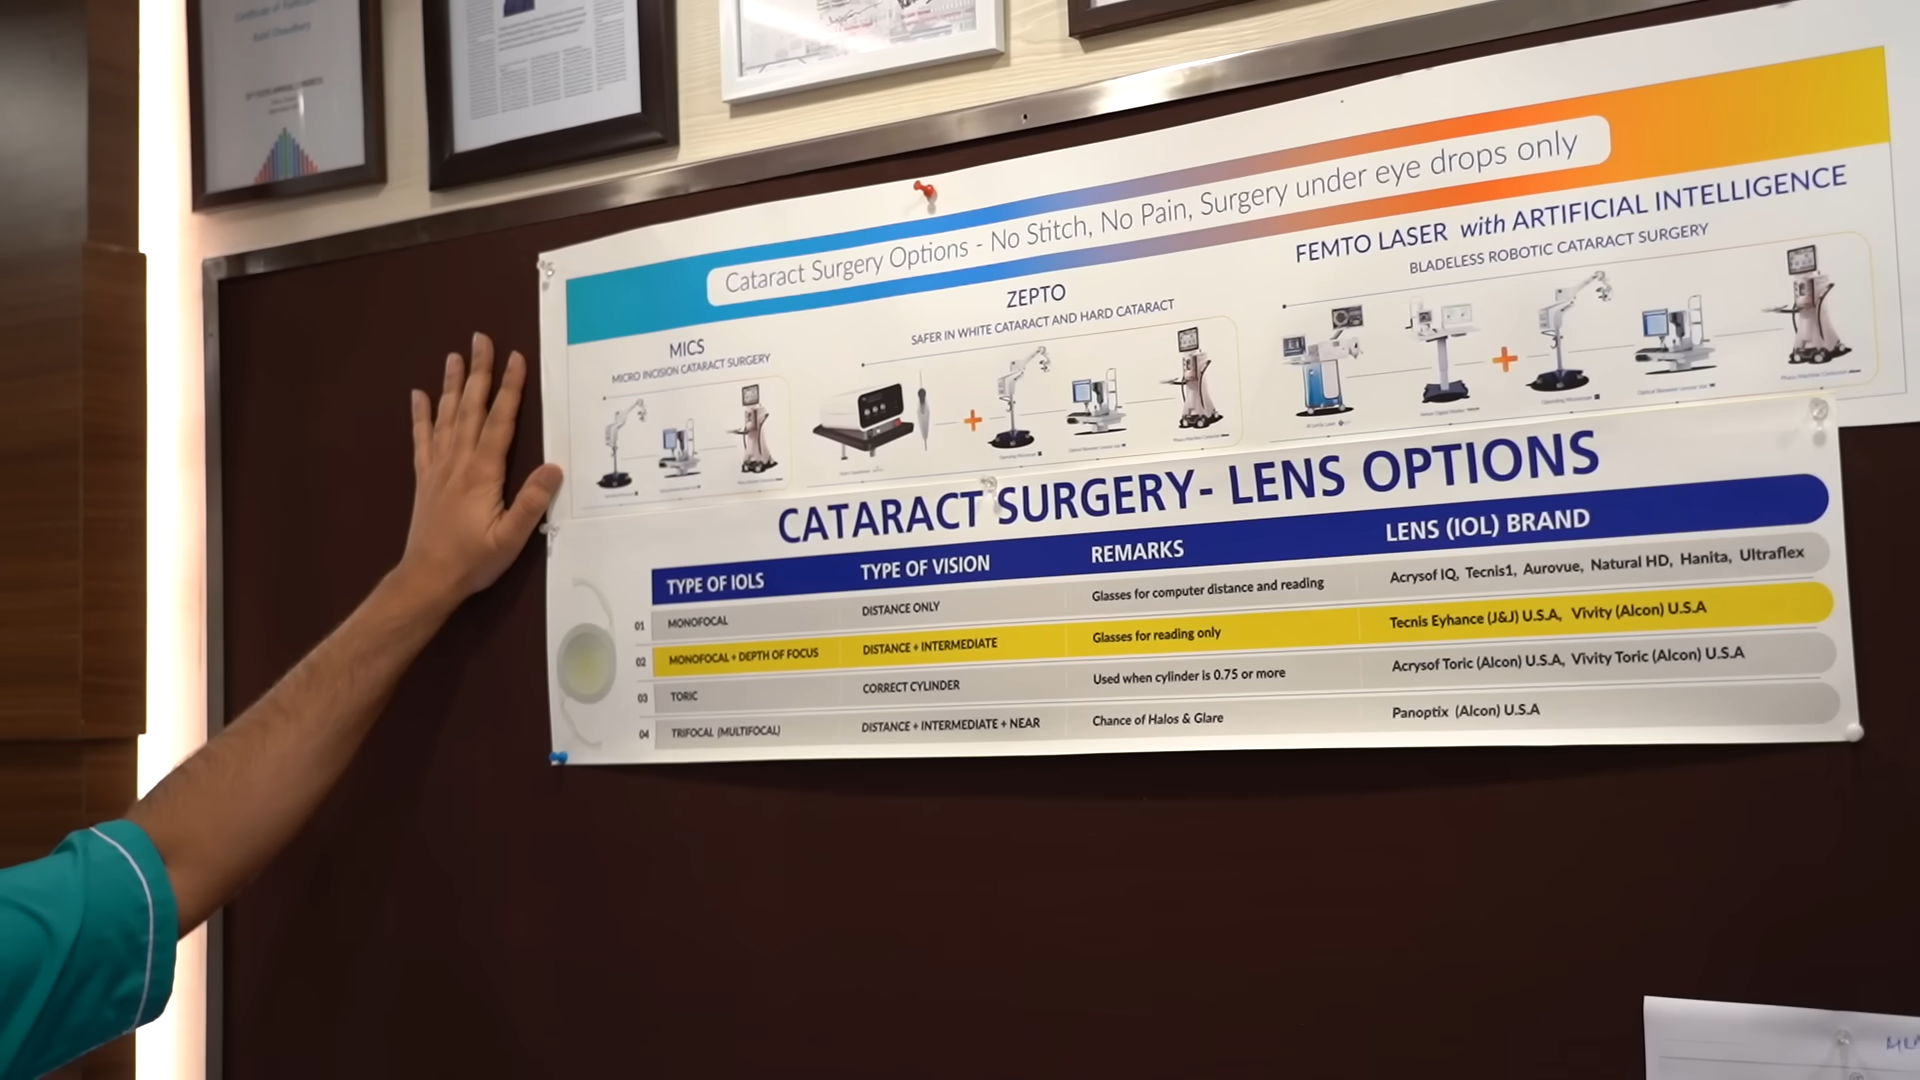 Cataract Surgery Options - No Stitch, No Pain, Surgery under eye drops only
MICS
MICRO INCISION CATARACT SURGERY
ZEPTO
SAFER IN WHITE CATARACT AND HARD CATARACT
FEMTO LASER with ARTIFICIAL INTELLIGENCE
BLADELESS ROBOTIC CATARACT SURGERY
CATARACT SURGERY- LENS OPTIONS
TYPE OF IOLS TYPE OF VISION REMARKS LENS (IOL) BRAND
01 MONOFOCAL DISTANCE ONLY Glasses for computer distance and reading Acrysof IQ, Tecnis1, Aurovue, Natural HD, Hanita, Ultraflex
02 MONOFOCAL + DEPTH OF FOCUS DISTANCE + INTERMEDIATE Glasses for reading only Tecnis Eyhance (J&J) U.S.A, Vivity (Alcon) U.S.A
03 TORIC CORRECT CYLINDER Used when cylinder is 0.75 or more Acrysof Toric (Alcon) U.S.A, Vivity Toric (Alcon) U.S.A
04 TRIFOCAL (MULTIFOCAL) DISTANCE + INTERMEDIATE + NEAR Chance of Halos & Glare Panoptix (Alcon) U.S.A